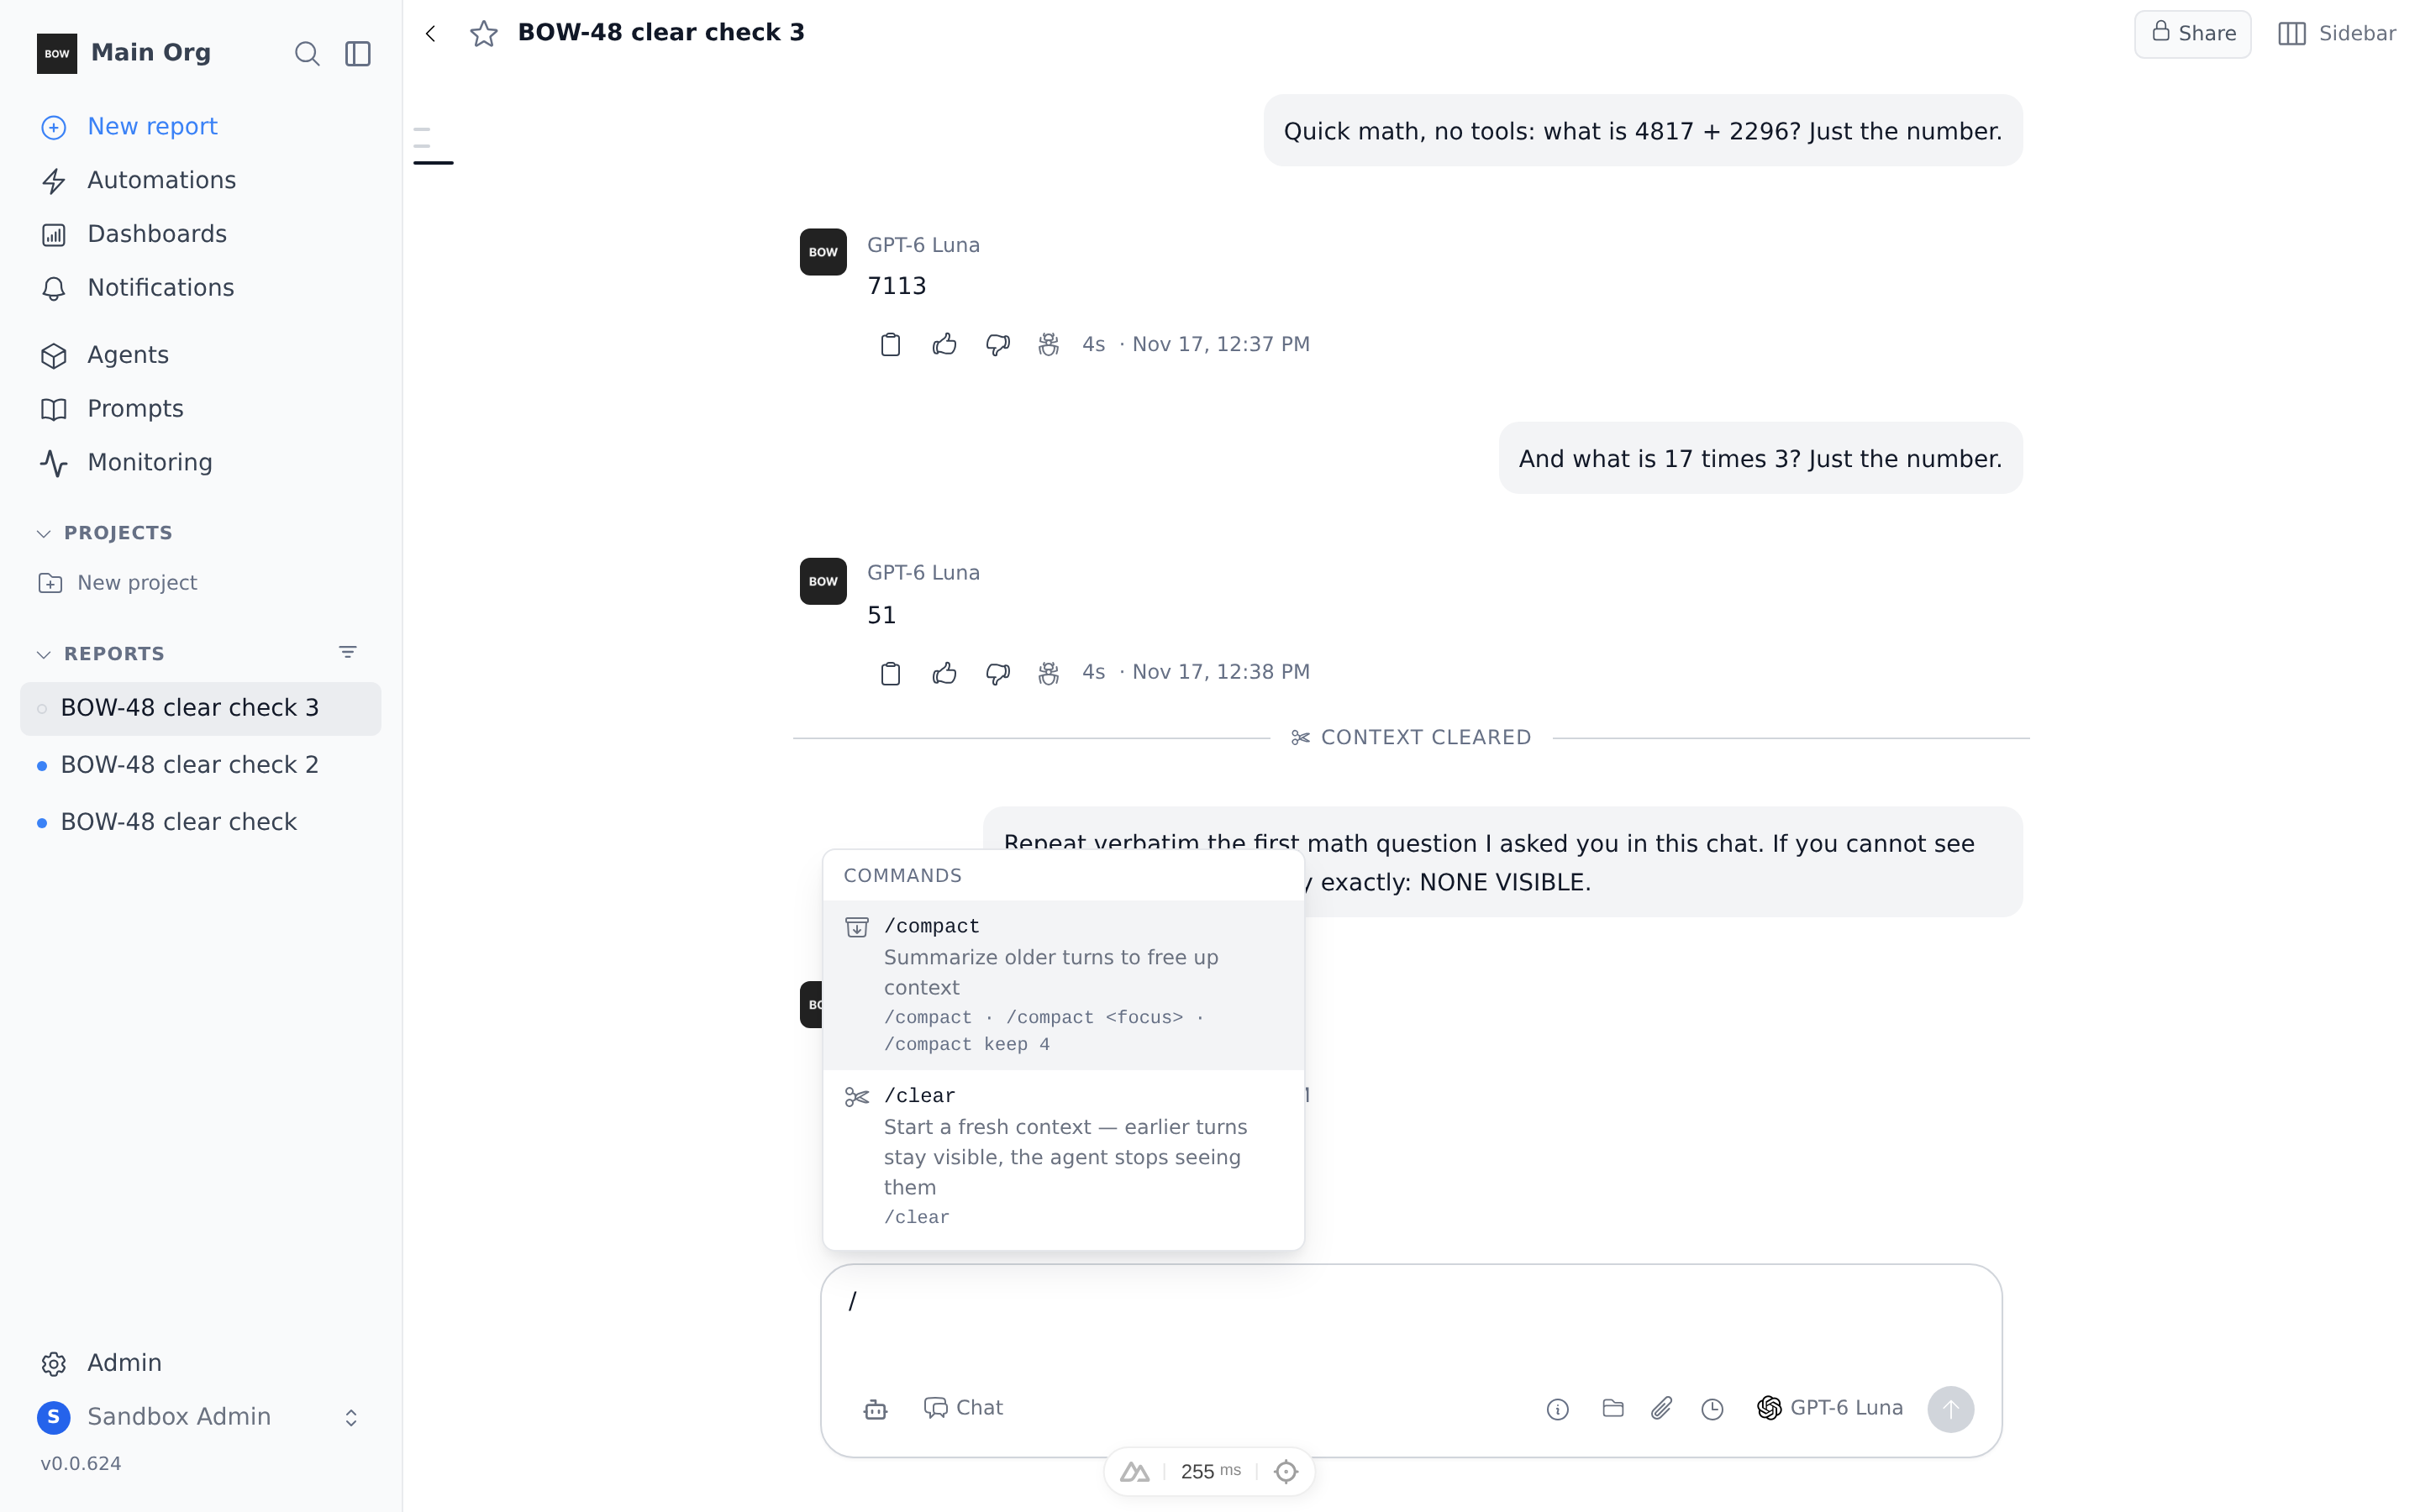 BOW
Main Org
New report
Automations
Dashboards
Notifications
Agents
Prompts
Monitoring
PROJECTS
New project
REPORTS
BOW-48 clear check 3
BOW-48 clear check 2
BOW-48 clear check
Admin
S
Sandbox Admin
v0.0.624
BOW-48 clear check 3
Share
Sidebar
Quick math, no tools: what is 4817 + 2296? Just the number.
BOW
GPT-6 Luna
7113
4s · Nov 17, 12:37 PM
And what is 17 times 3? Just the number.
BOW
GPT-6 Luna
51
4s · Nov 17, 12:38 PM
CONTEXT CLEARED
Repeat verbatim the first math question I asked you in this chat. If you cannot see
exactly: NONE VISIBLE.
COMMANDS
/compact
Summarize older turns to free up
context
/compact · /compact <focus> ·
/compact keep 4
/clear
Start a fresh context — earlier turns
stay visible, the agent stops seeing
them
/clear
/
Chat
GPT-6 Luna
255 ms